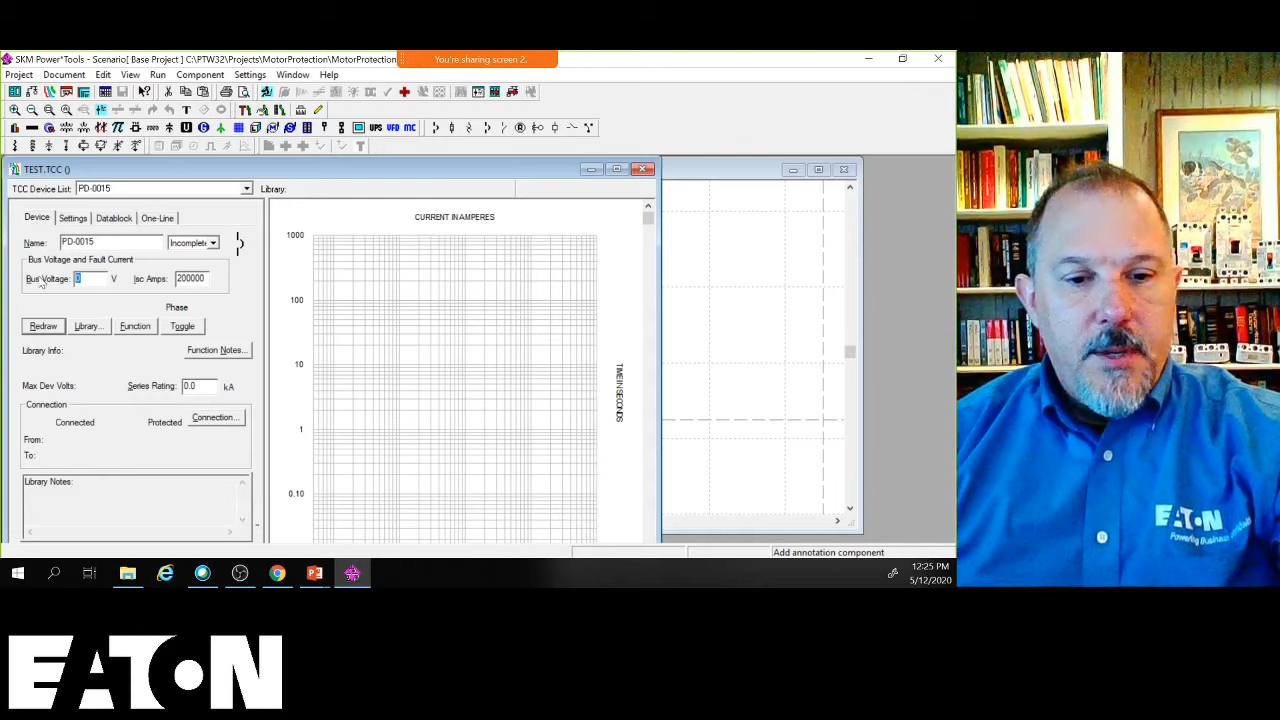 SKM Power*Tools - Scenario[ Base Project ] C:\PTW32\Projects\MotorProtection\MotorProtection
You're sharing screen 2.
Project Document Edit View Run Component Settings Window Help
UPS VFD MC
TEST.TCC ()
TCC Device List: PD-0015 Library:
Device Settings Datablock One-Line
Name: PD-0015 Incomplete
Bus Voltage and Fault Current
Bus Voltage: 0 V Isc Amps: 200000
Phase
Redraw Library... Function Toggle
Library Info: Function Notes...
Max Dev Volts: Series Rating: 0.0 kA
Connection
Connected Protected Connection...
From:
To:
Library Notes:
CURRENT IN AMPERES
1000
100
10
1
0.10
TIME IN SECONDS
Add annotation component
12:25 PM
5/12/2020
EATON
Powering Business
EATON